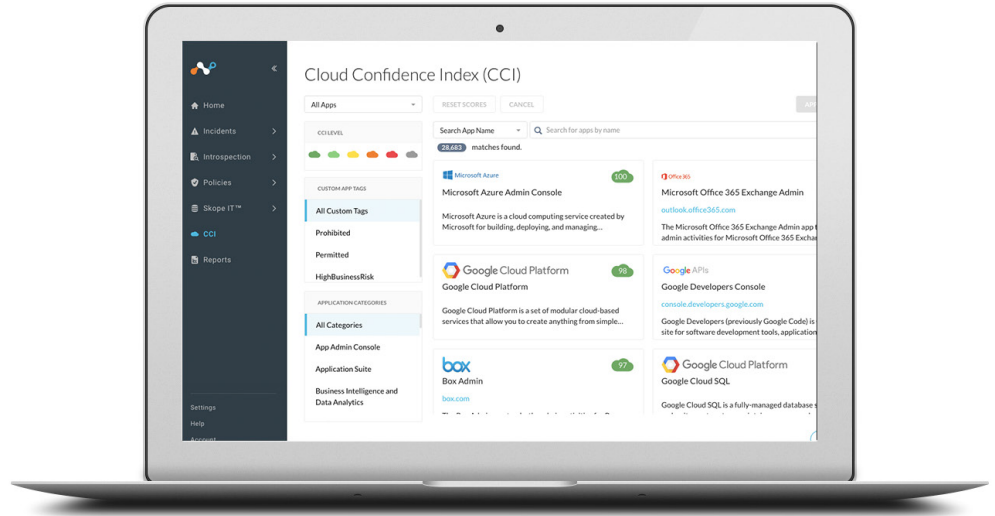 Cloud Confidence Index (CCI)
Home
Incidents
Introspection
Policies
Skope IT™
CCI
Reports
Settings
Help
Account
All Apps
RESET SCORES
CANCEL
CCI LEVEL
CUSTOM APP TAGS
All Custom Tags
Prohibited
Permitted
HighBusinessRisk
APPLICATION CATEGORIES
All Categories
App Admin Console
Application Suite
Business Intelligence and
Data Analytics
Search App Name
Search for apps by name
28,683 matches found.
Microsoft Azure
100
Microsoft Azure Admin Console
Microsoft Azure is a cloud computing service created by
Microsoft for building, deploying, and managing...
Office 365
Microsoft Office 365 Exchange Admin
outlook.office365.com
The Microsoft Office 365 Exchange Admin app
admin activities for Microsoft Office 365
Google Cloud Platform
98
Google Cloud Platform
Google Cloud Platform is a set of modular cloud-based
services that allow you to create anything from simple...
Google APIs
Google Developers Console
console.developers.google.com
Google Developers (previously Google Code) is
site for software development tools, application
box
97
Box Admin
box.com
Google Cloud Platform
Google Cloud SQL
Google Cloud SQL is a fully-managed database